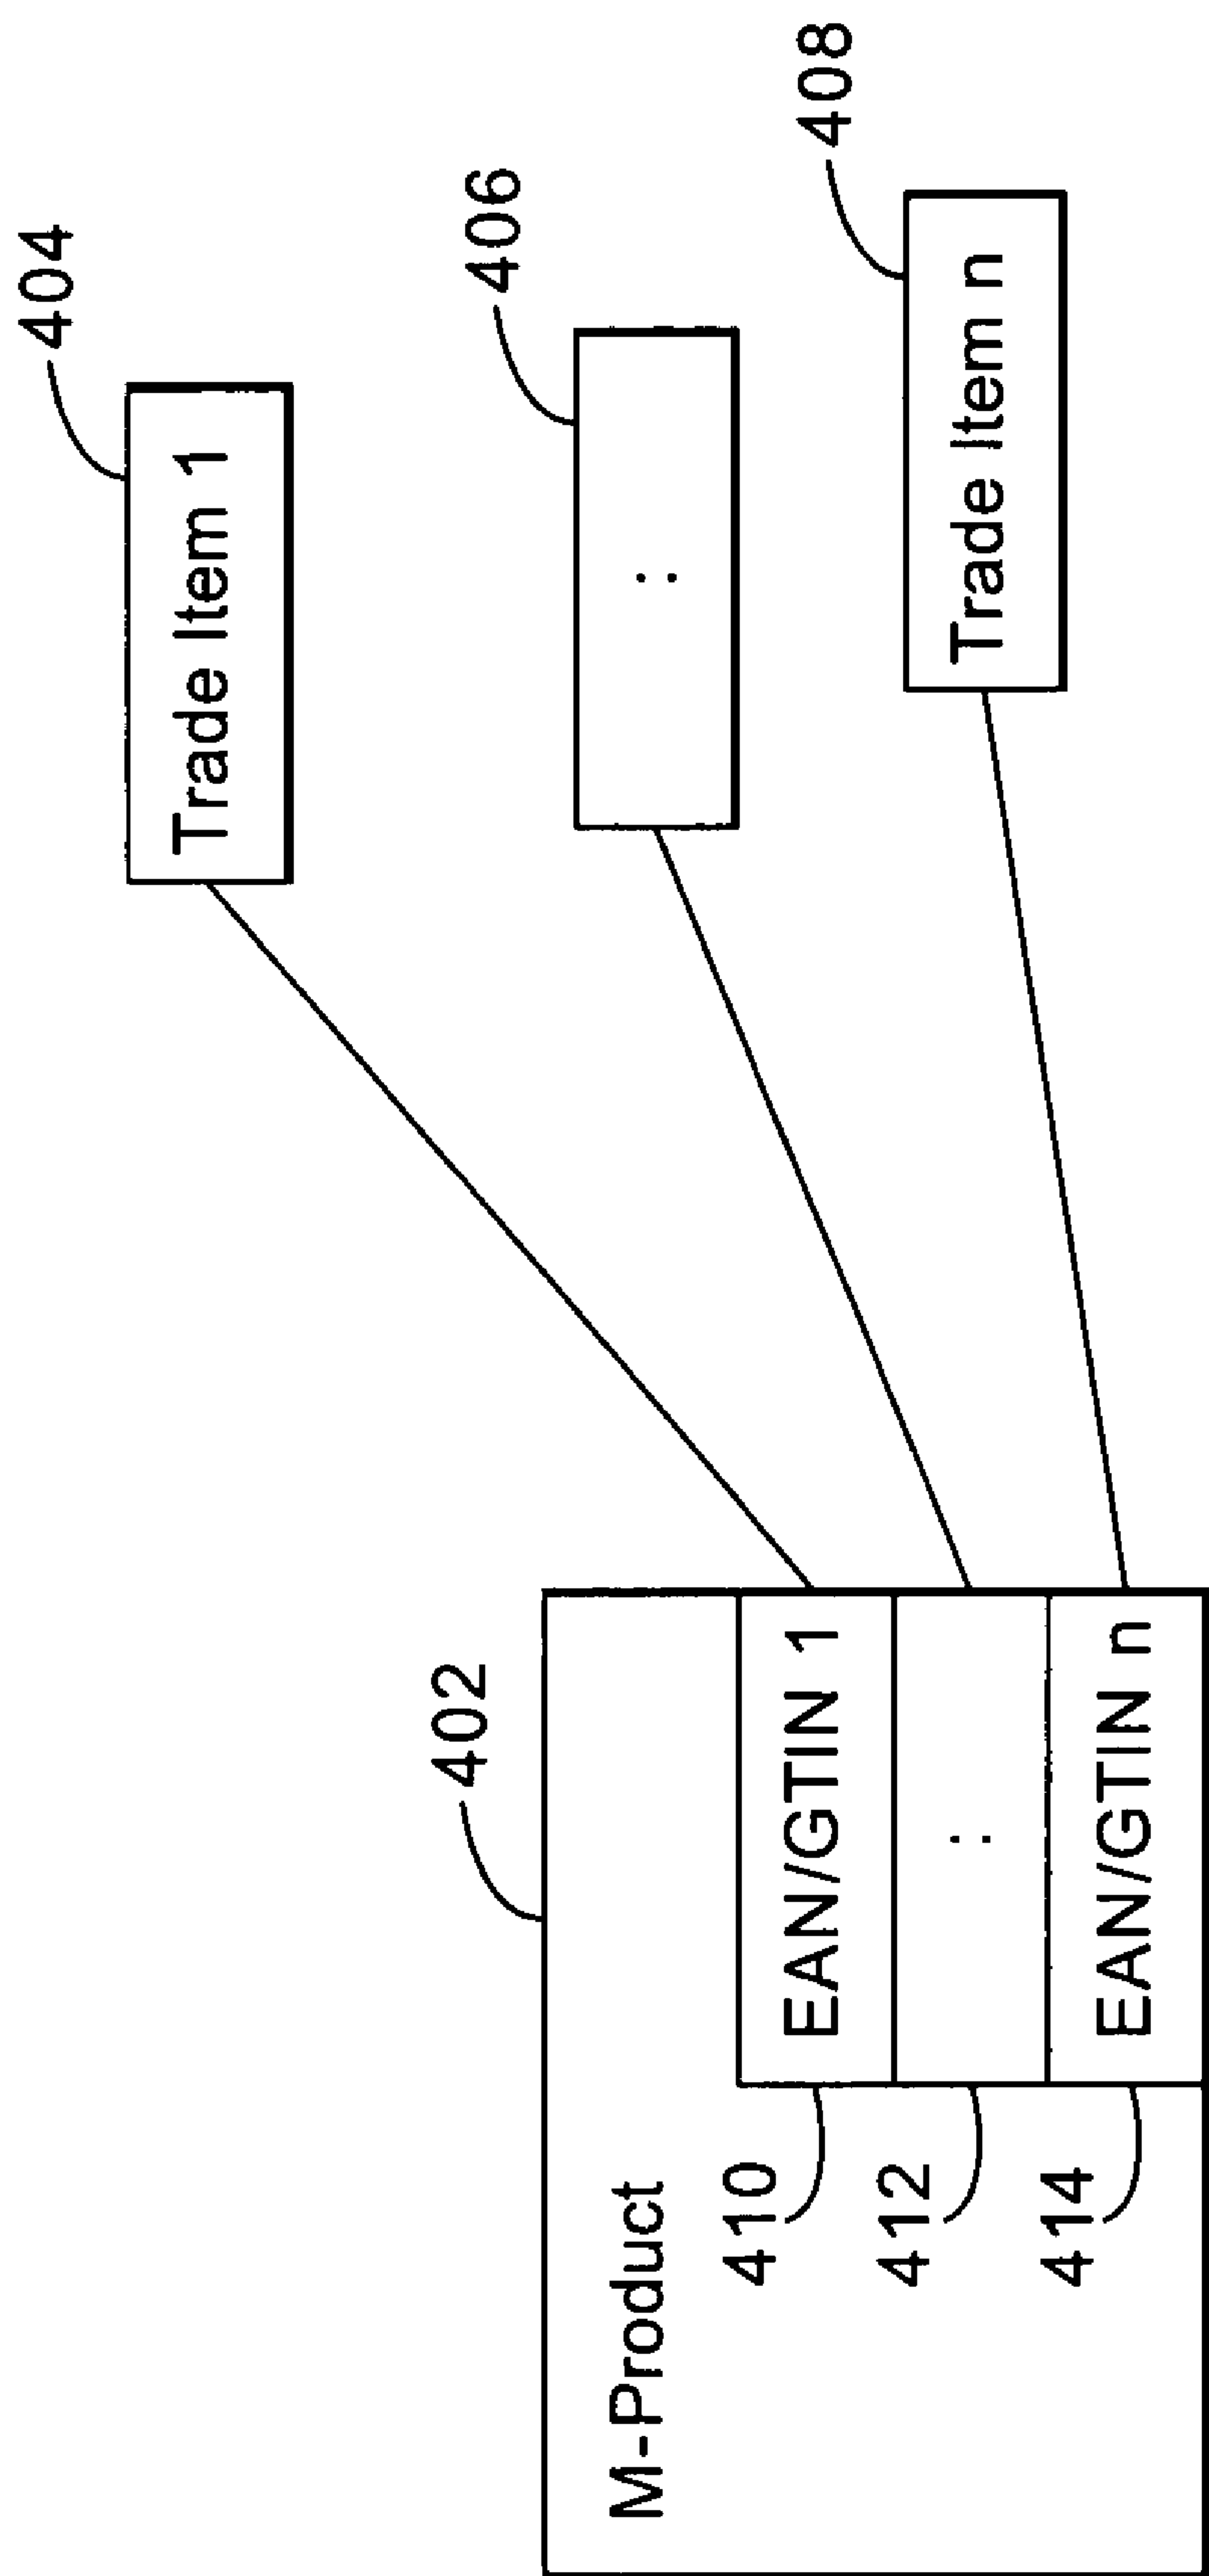 404
Trade Item 1
406
:
408
Trade Item n
402
M-Product
EAN/GTIN 1
410
:
412
EAN/GTIN n
414